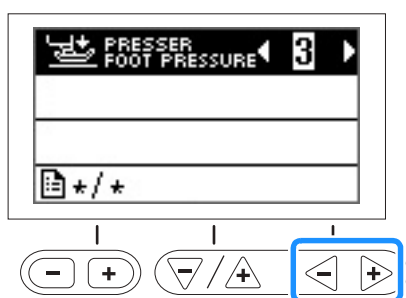 PRESSER
FOOT PRESSURE 3
*/*
- + / + - +